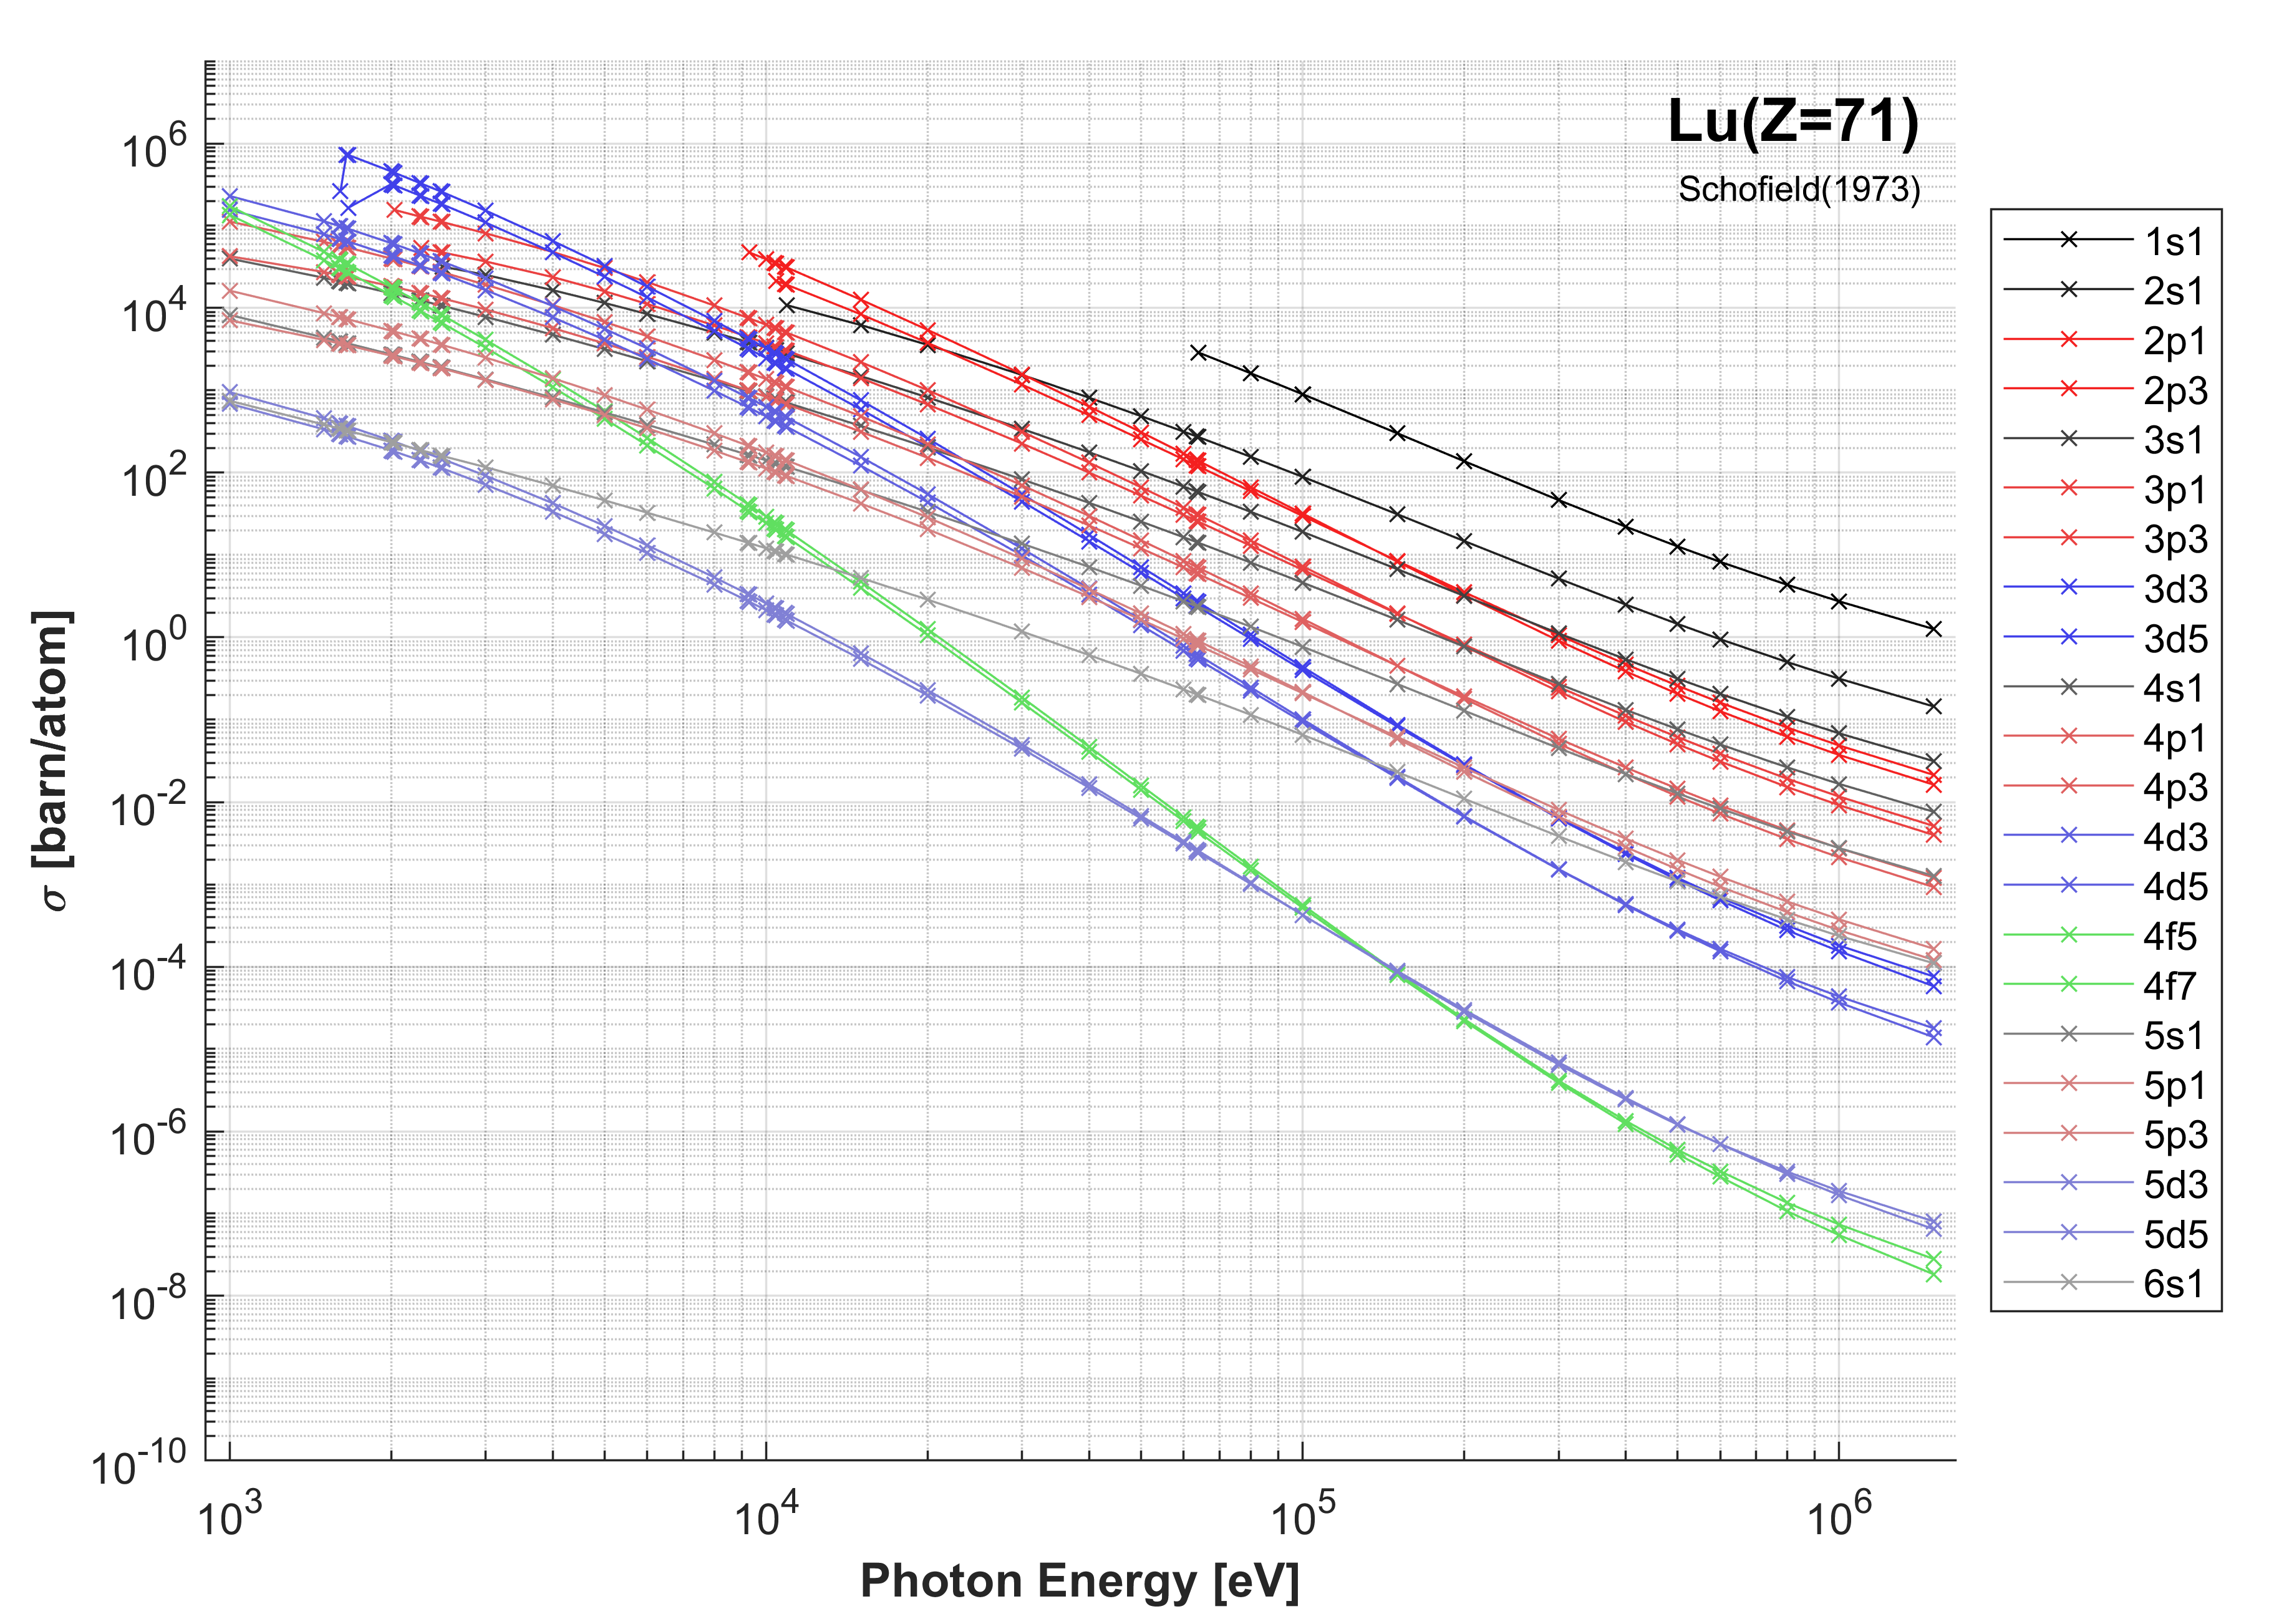 Lu(Z=71)
Schofield(1973)
σ [barn/atom]
10^6
10^4
10^2
10^0
10^-2
10^-4
10^-6
10^-8
10^-10
10^3 10^4 10^5 10^6
Photon Energy [eV]
1s1
2s1
2p1
2p3
3s1
3p1
3p3
3d3
3d5
4s1
4p1
4p3
4d3
4d5
4f5
4f7
5s1
5p1
5p3
5d3
5d5
6s1